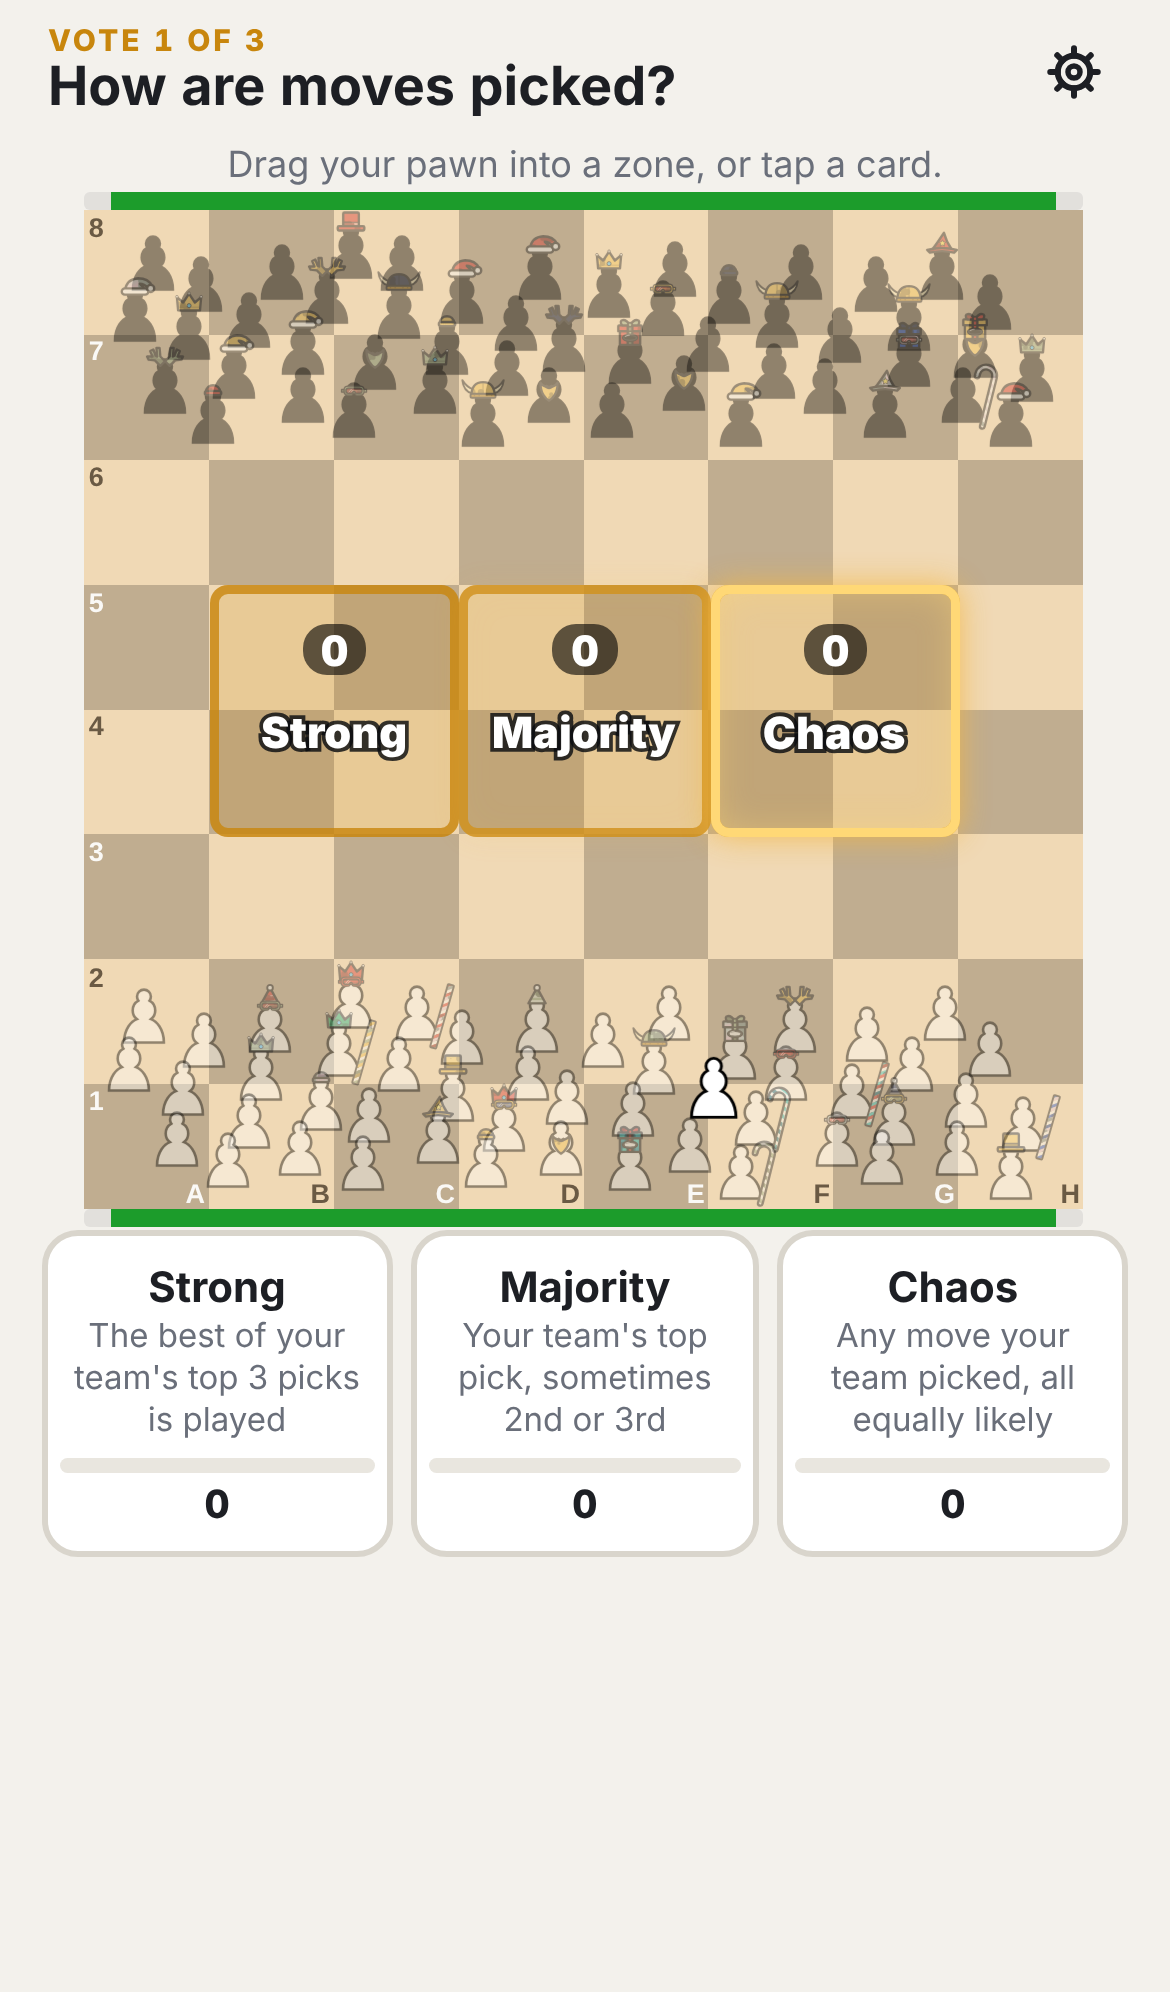 VOTE 1 OF 3
How are moves picked?
Drag your pawn into a zone, or tap a card.
8
7
6
5
0 0 0
4
Strong Majority Chaos
3
2
1
A B C D E F G H
Strong
The best of your
team's top 3 picks
is played
0
Majority
Your team's top
pick, sometimes
2nd or 3rd
0
Chaos
Any move your
team picked, all
equally likely
0